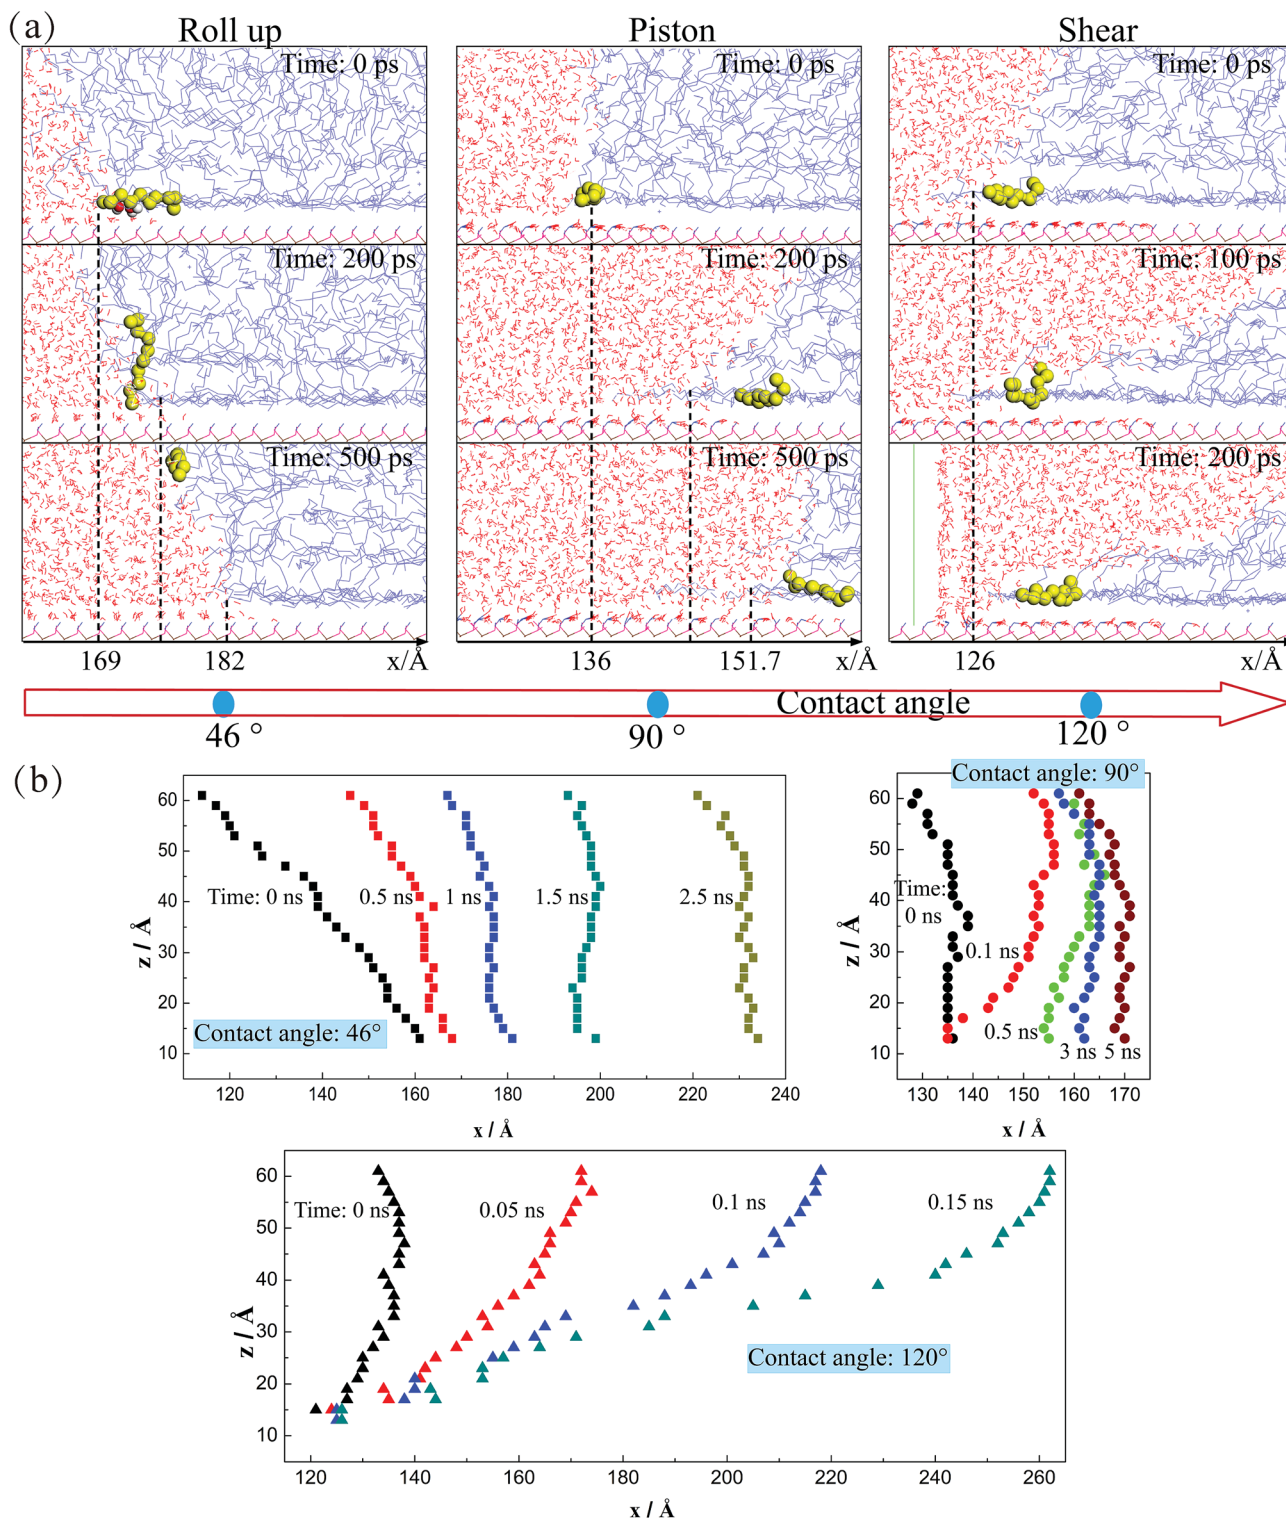 (a)
Roll up
Piston
Shear
Time: 0 ps
Time: 0 ps
Time: 0 ps
Time: 200 ps
Time: 200 ps
Time: 100 ps
Time: 500 ps
Time: 500 ps
Time: 200 ps
169
182
x/Å
136
151.7
x/Å
126
x/Å
Contact angle
46 °
90 °
120 °
(b)
60
50
40
30
20
10
z / Å
Time: 0 ns
0.5 ns
1 ns
1.5 ns
2.5 ns
Contact angle: 46°
120
140
160
180
200
220
240
x / Å
Contact angle: 90°
60
50
40
30
20
10
z / Å
Time:
0 ns
0.1 ns
0.5 ns
3 ns
5 ns
130
140
150
160
170
x / Å
60
50
40
30
20
10
z / Å
Time: 0 ns
0.05 ns
0.1 ns
0.15 ns
Contact angle: 120°
120
140
160
180
200
220
240
260
x / Å